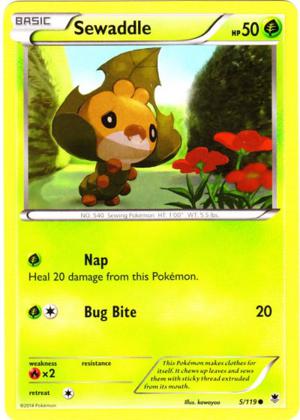 BASIC
Sewaddle
HP50
NO. 540 Sewing Pokémon HT. 1'00" WT. 5.5 lbs.
Nap
Heal 20 damage from this Pokémon.
Bug Bite 20
weakness resistance
×2
retreat
This Pokémon makes clothes for
itself. It chews up leaves and sews
them with sticky thread extruded
from its mouth.
©2014 Pokémon
Illus. kawayoo
5/119